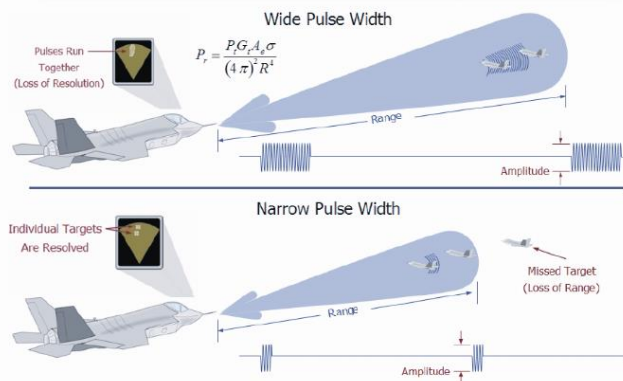 Wide Pulse Width
Pulses Run
Together
(Loss of Resolution)
P_r = P_t G_t A_e σ / (4π)² R⁴
Range
Amplitude
Narrow Pulse Width
Individual Targets
Are Resolved
Missed Target
(Loss of Range)
Range
Amplitude